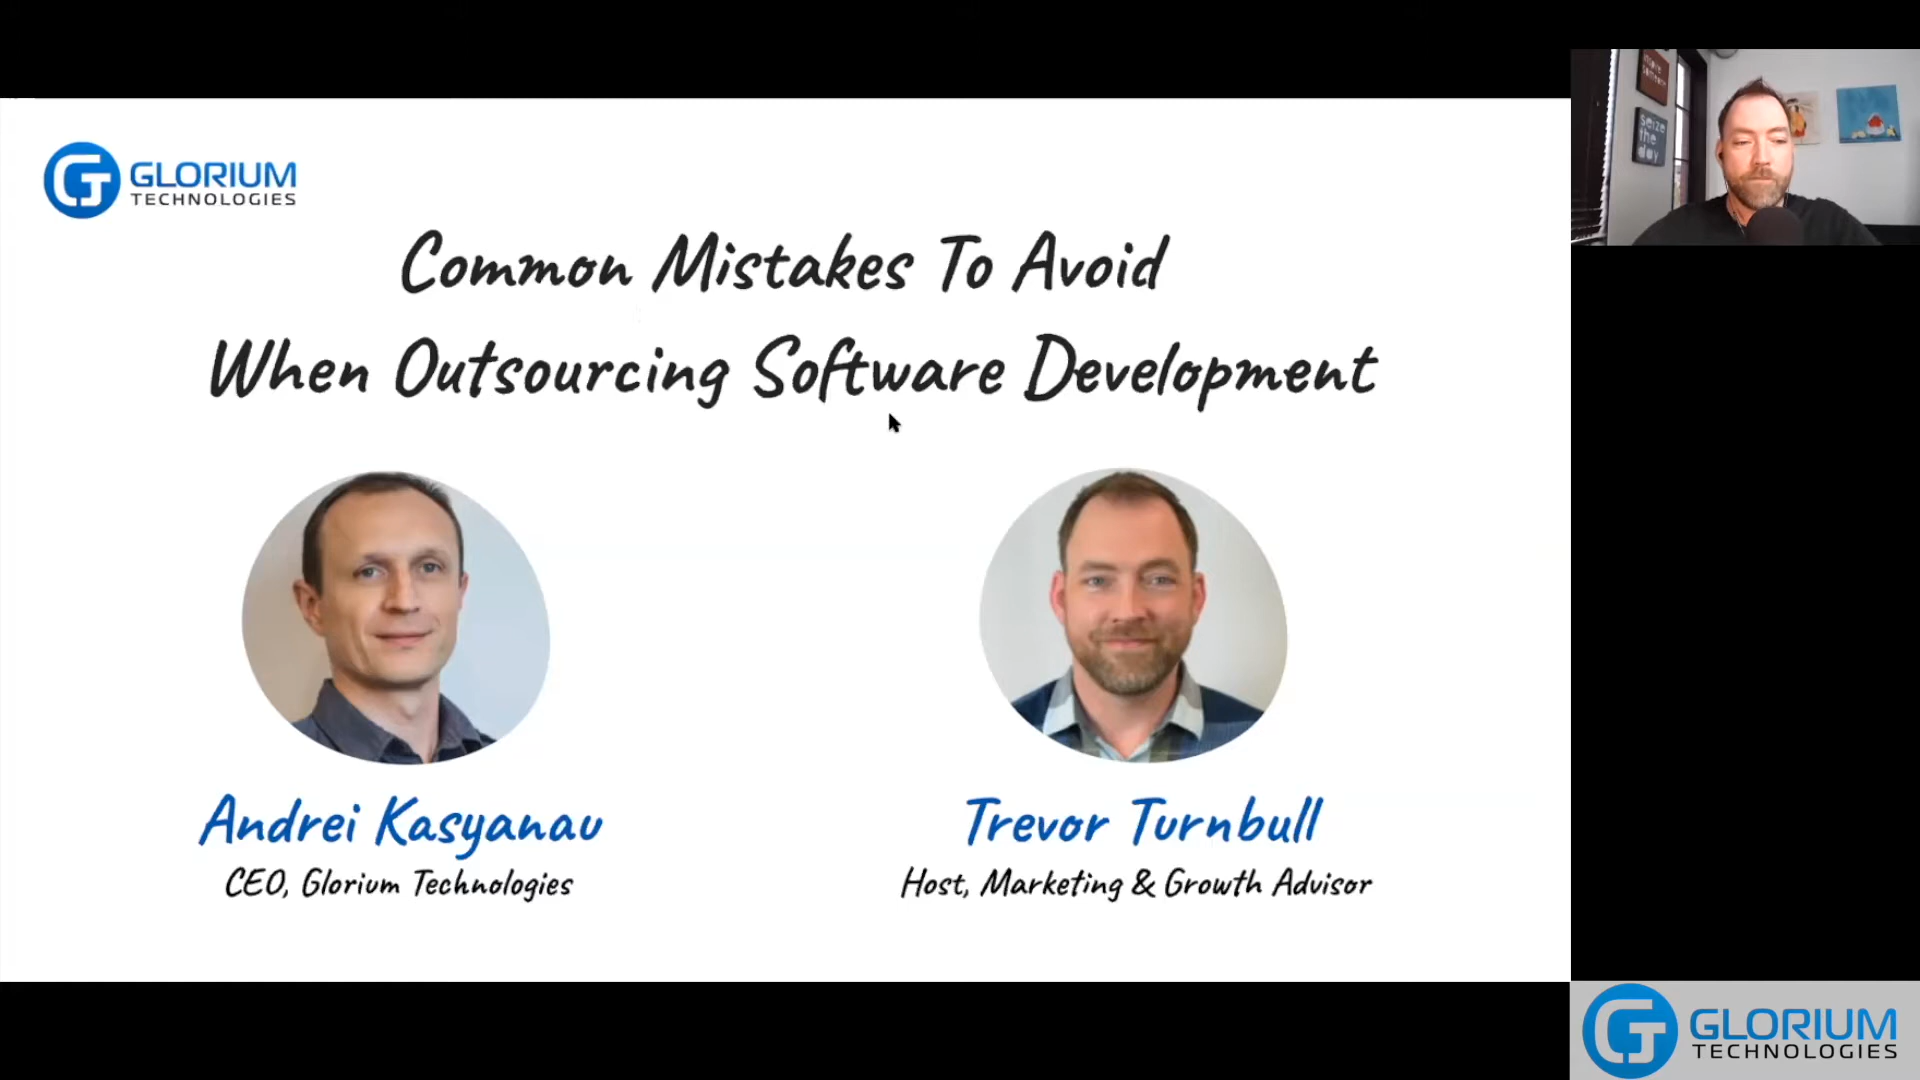 GLORIUM
TECHNOLOGIES
Common Mistakes To Avoid
When Outsourcing Software Development
Andrei Kasyanau
CEO, Glorium Technologies
Trevor Turnbull
Host, Marketing & Growth Advisor
seize
the
day
GLORIUM
TECHNOLOGIES